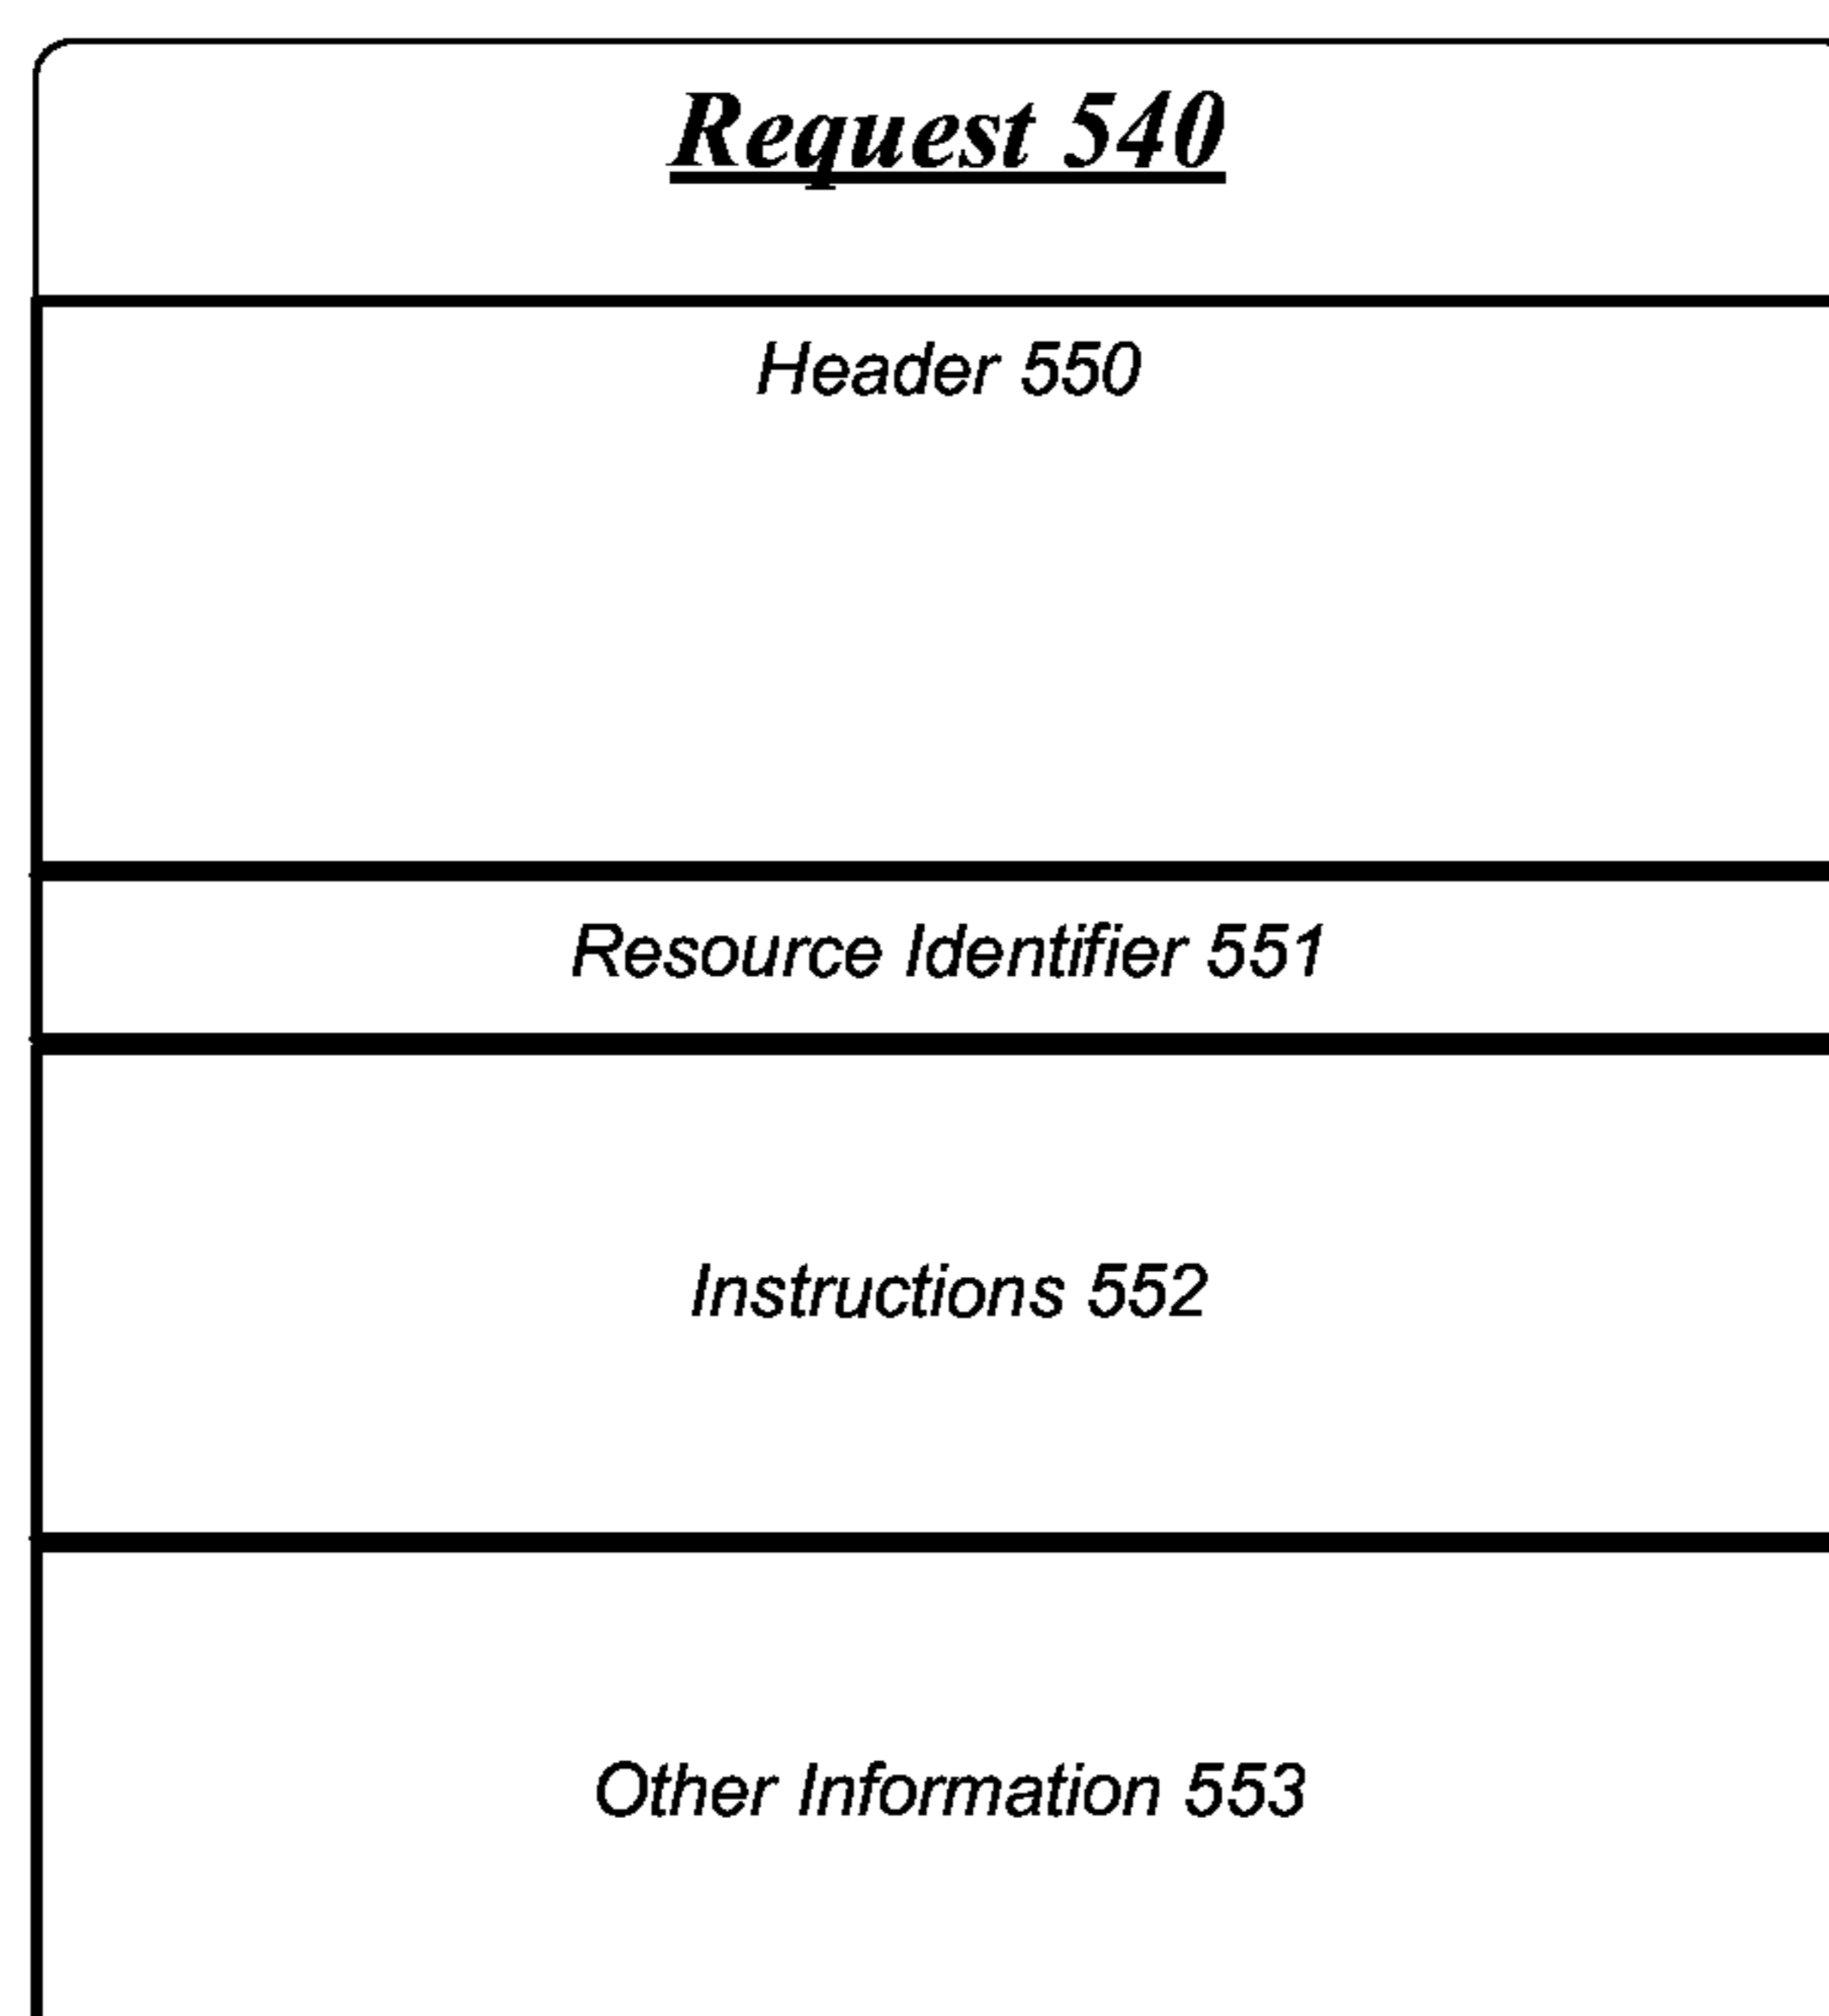 Request 540
Header 550
Resource Identifier 551
Instructions 552
Other Information 553